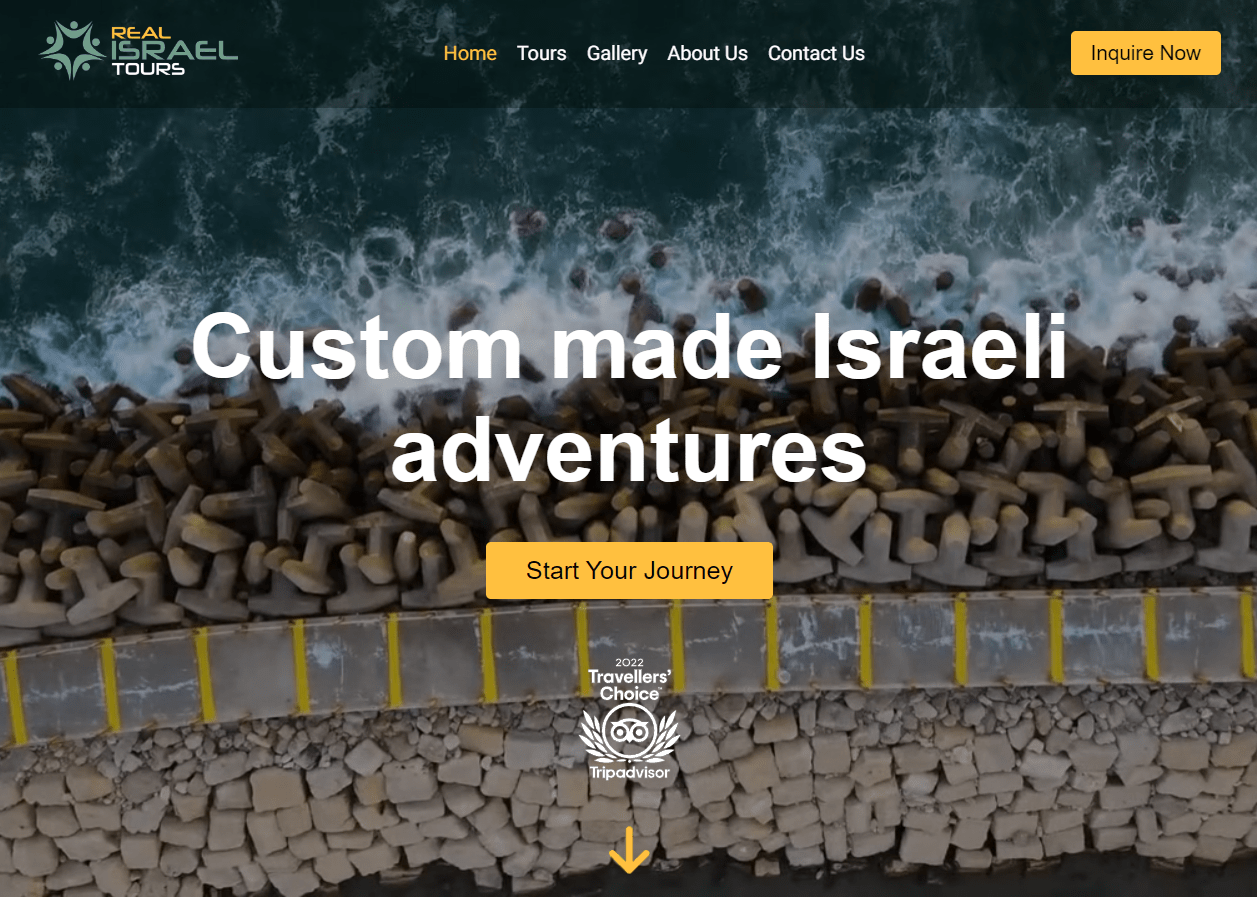 REAL
ISRAEL
TOURS
Home Tours Gallery About Us Contact Us
Inquire Now
Custom made Israeli
adventures
Start Your Journey
2022
Travellers’
Choice™
Tripadvisor